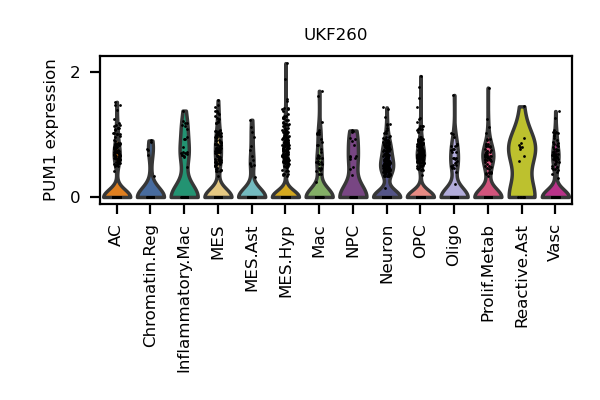 UKF260
PUM1 expression
2
0
AC
Chromatin.Reg
Inflammatory.Mac
MES
MES.Ast
MES.Hyp
Mac
NPC
Neuron
OPC
Oligo
Prolif.Metab
Reactive.Ast
Vasc